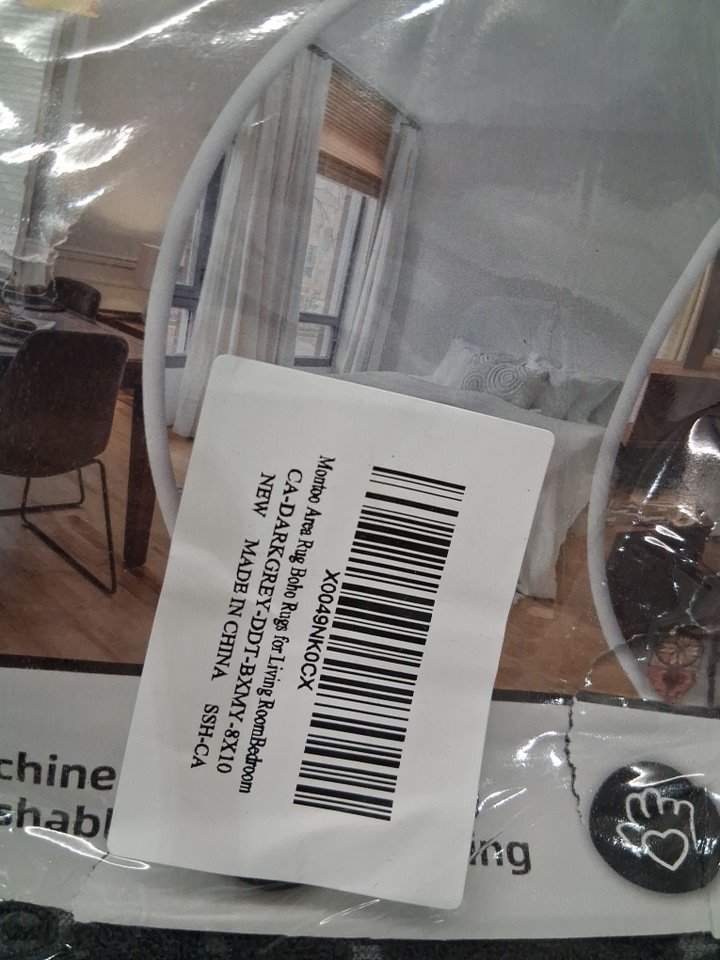 X0049NK0CX
Montoo Area Rug Boho Rugs for Living RoomBedroom
CA-DARKGREY-DDT-BXMY-8X10
NEW MADE IN CHINA SSH-CA
chine
shabl
ing